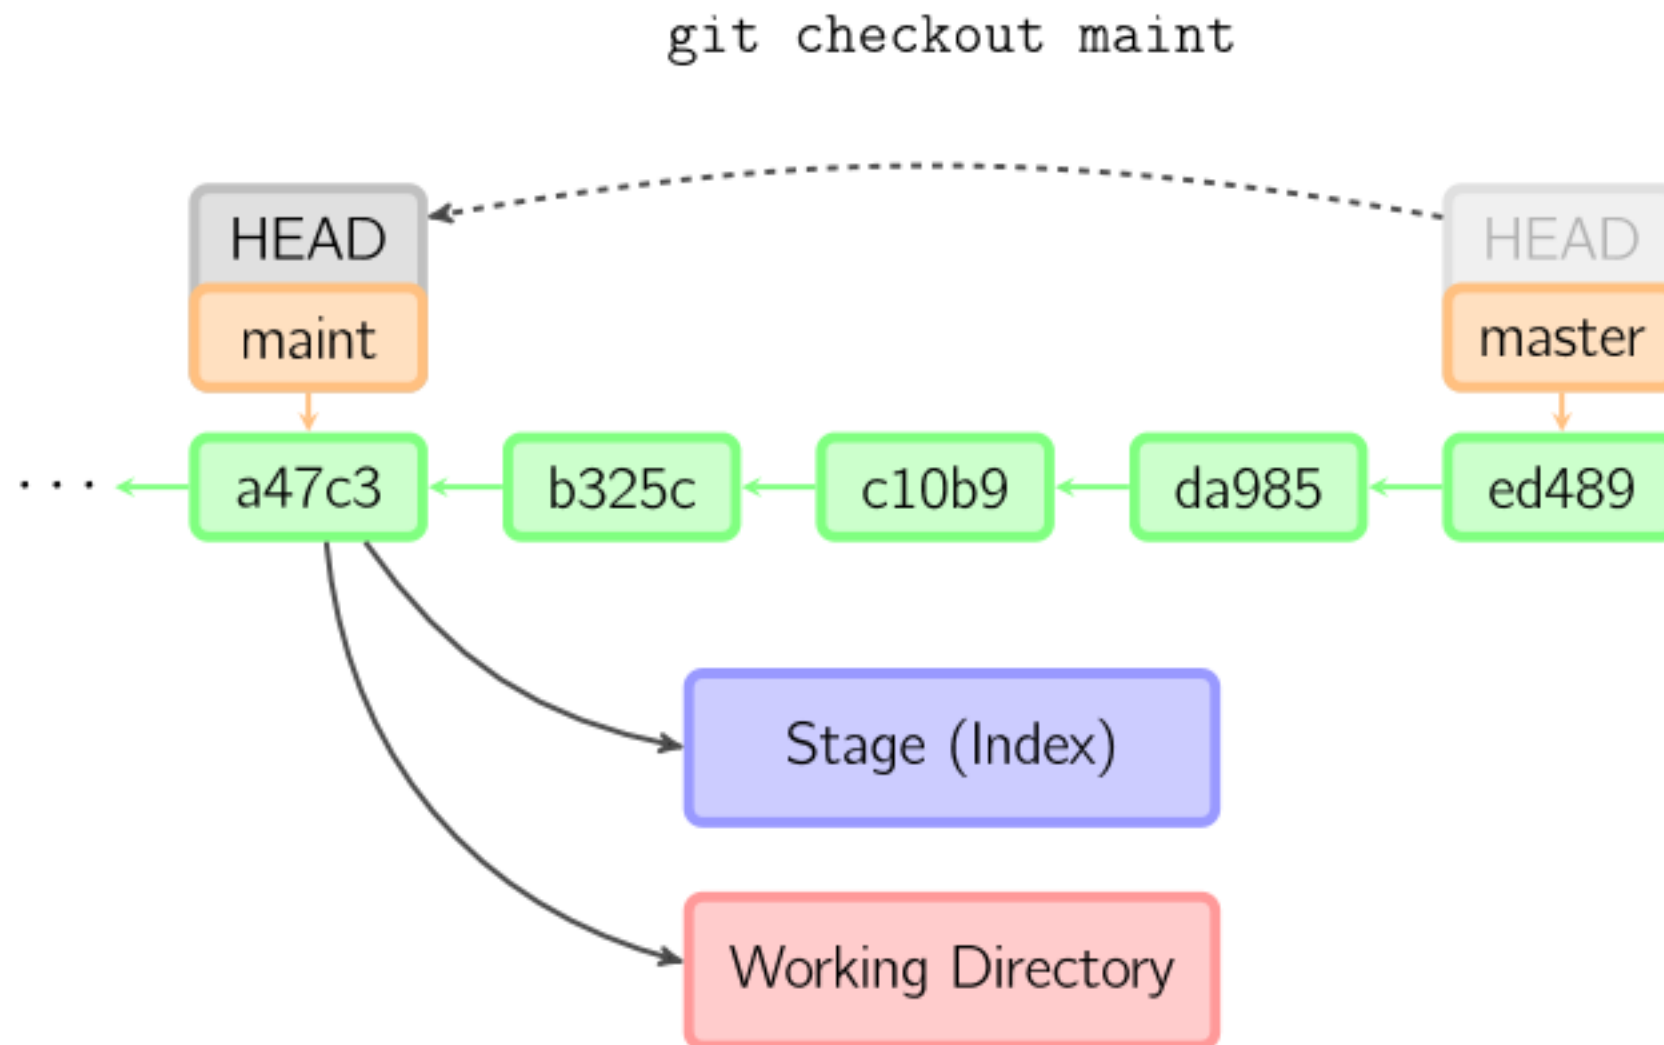 git checkout maint
HEAD HEAD
maint master
... a47c3 b325c c10b9 da985 ed489
Stage (Index)
Working Directory